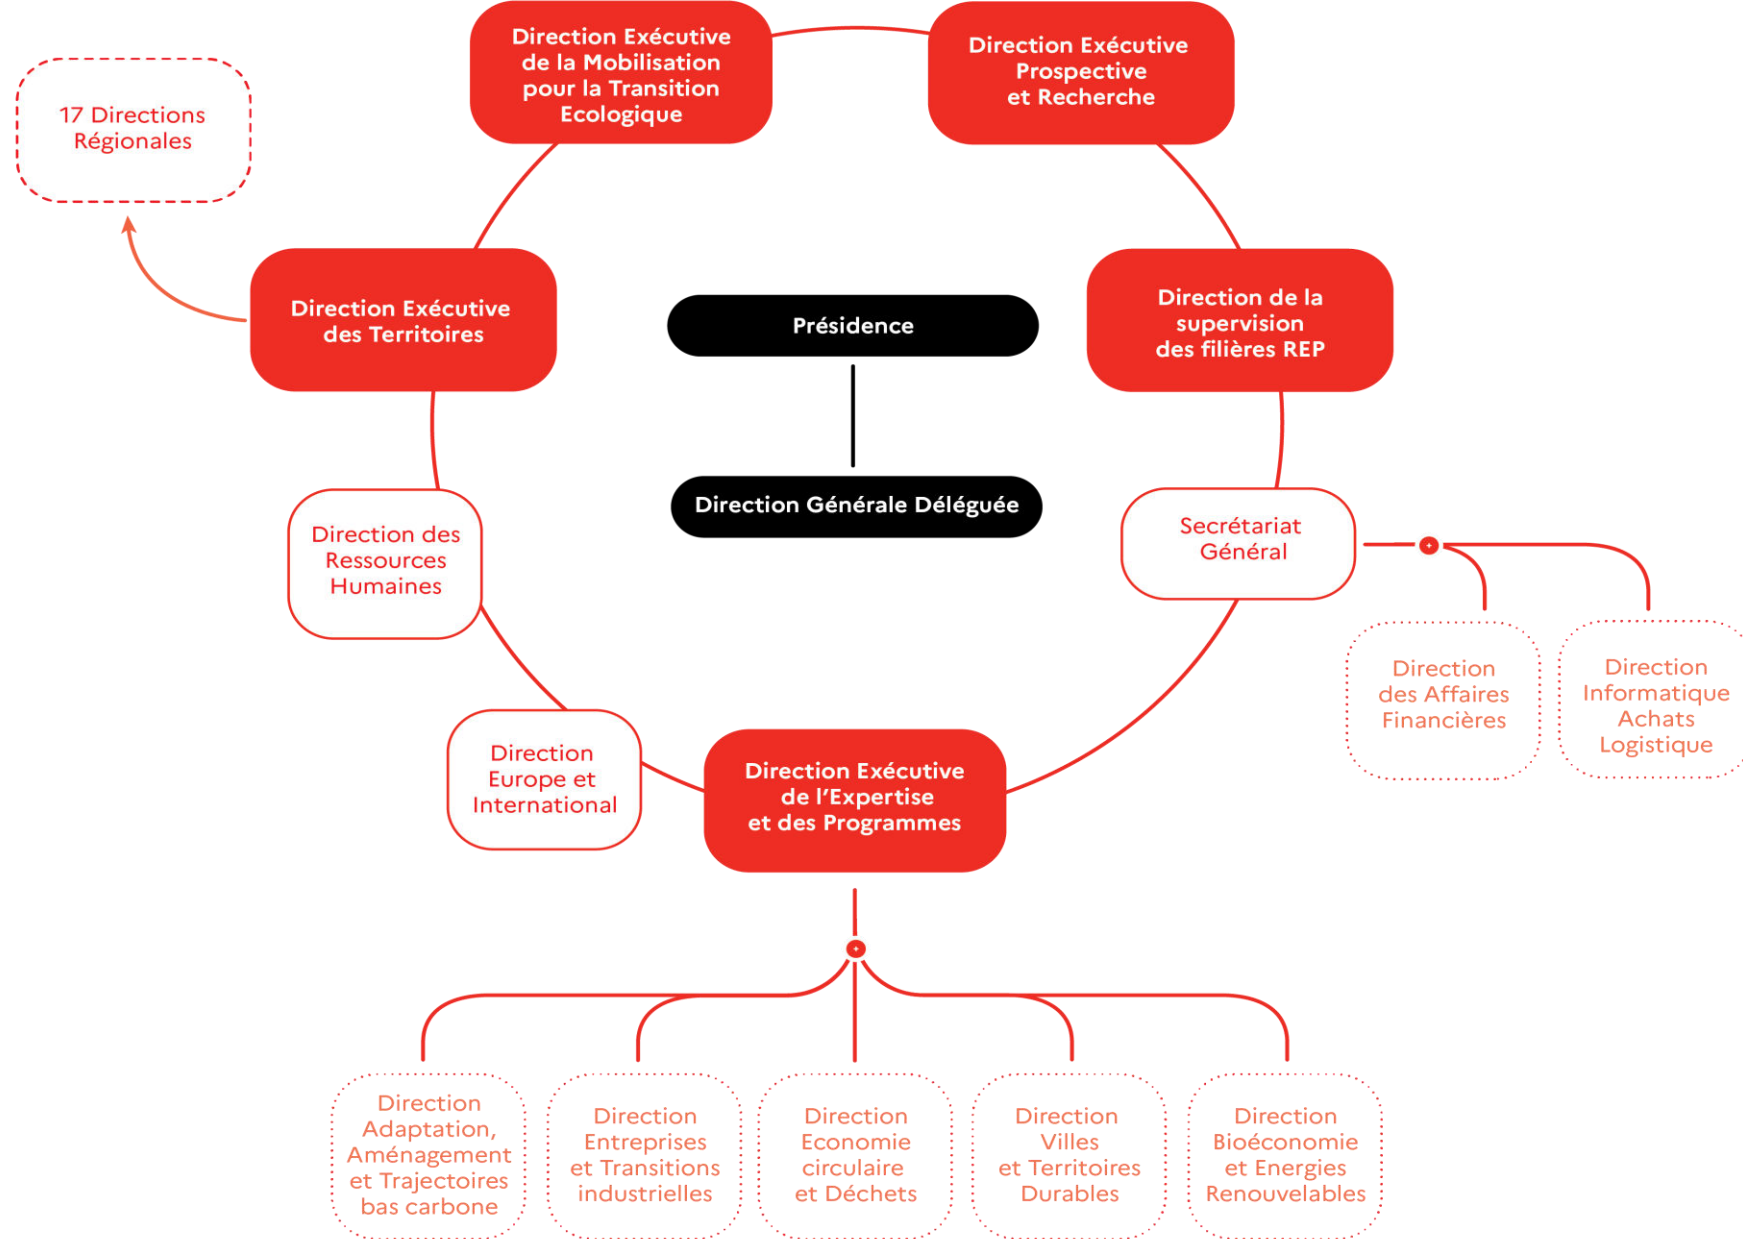 Direction Exécutive
de la Mobilisation
pour la Transition
Ecologique
Direction Exécutive
Prospective
et Recherche
17 Directions
Régionales
Direction Exécutive
des Territoires
Présidence
Direction de la
supervision
des filières REP
Direction Générale Déléguée
Direction des
Ressources
Humaines
Secrétariat
Général
Direction
des Affaires
Financières
Direction
Informatique
Achats
Logistique
Direction
Europe et
International
Direction Exécutive
de l’Expertise
et des Programmes
Direction
Adaptation,
Aménagement
et Trajectoires
bas carbone
Direction
Entreprises
et Transitions
industrielles
Direction
Economie
circulaire
et Déchets
Direction
Villes
et Territoires
Durables
Direction
Bioéconomie
et Energies
Renouvelables